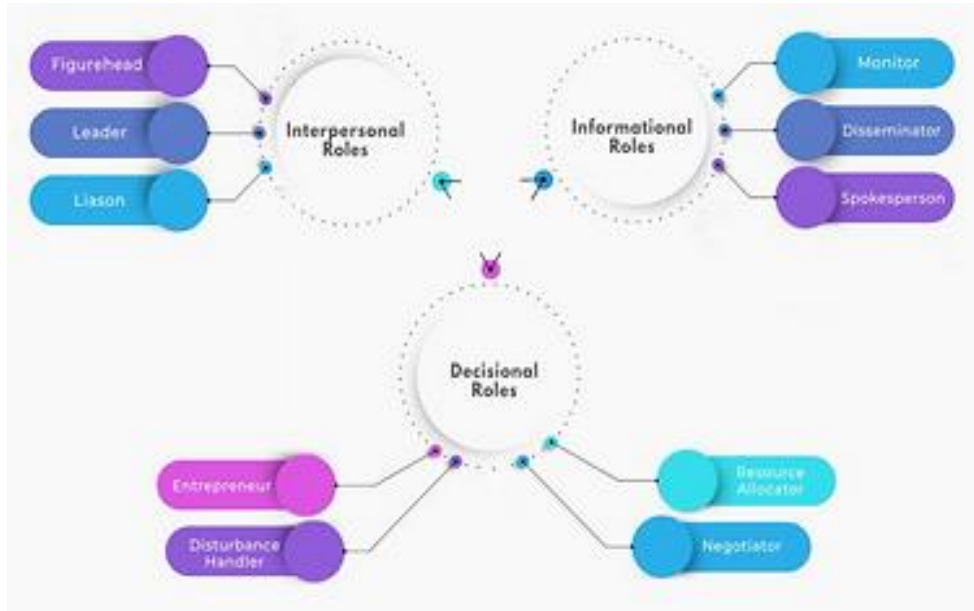 Figurehead
Leader
Liason
Interpersonal
Roles
Informational
Roles
Monitor
Disseminator
Spokesperson
Decisional
Roles
Entrepreneur
Disturbance
Handler
Resource
Allocator
Negotiator